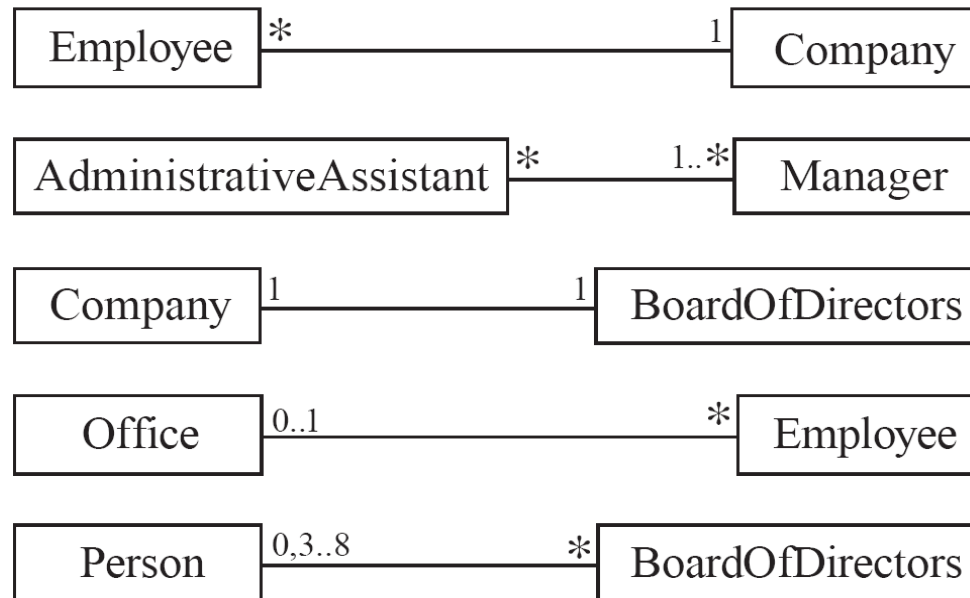 Employee * 1 Company
AdministrativeAssistant * 1..* Manager
Company 1 1 BoardOfDirectors
Office 0..1 * Employee
Person 0,3..8 * BoardOfDirectors